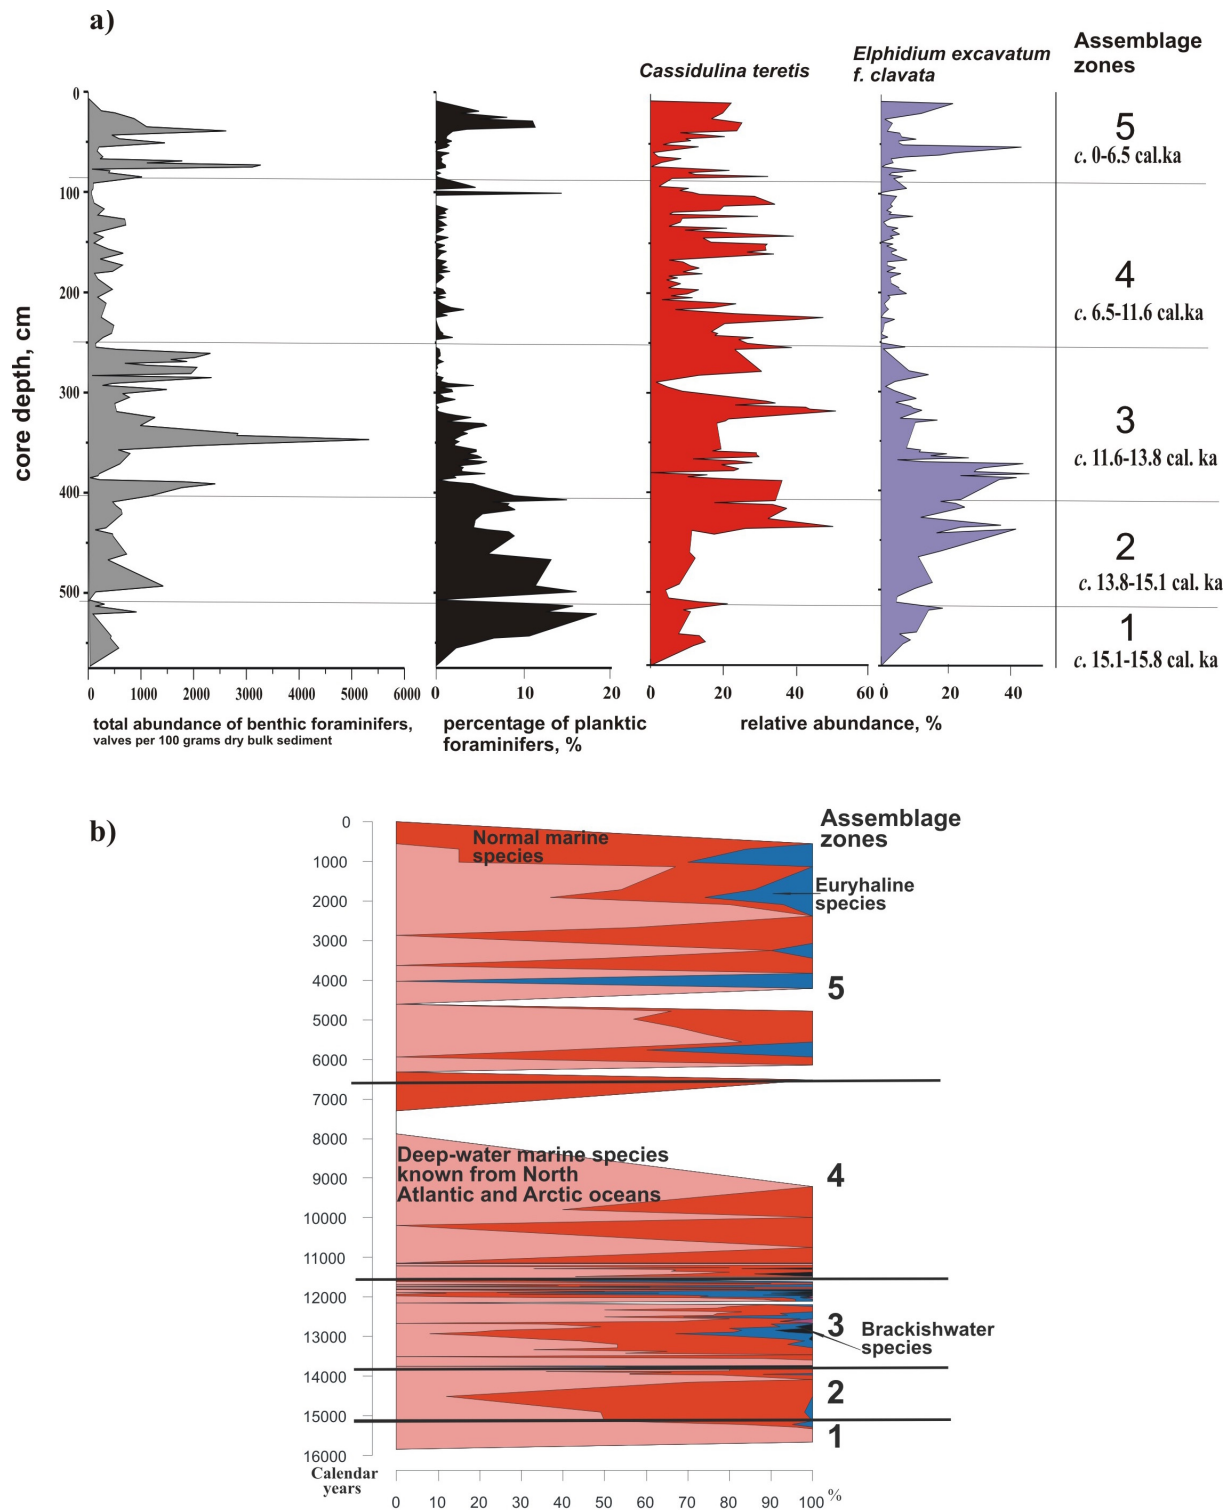 a)
Cassidulina teretis
Elphidium excavatum
f. clavata
Assemblage
zones
core depth, cm
0
100
200
300
400
500
5
c. 0-6.5 cal.ka
4
c. 6.5-11.6 cal.ka
3
c. 11.6-13.8 cal. ka
2
c. 13.8-15.1 cal. ka
1
c. 15.1-15.8 cal. ka
0 1000 2000 3000 4000 5000 6000
0 10 20
0 20 40 60
0 20 40
total abundance of benthic foraminifers,
valves per 100 grams dry bulk sediment
percentage of planktic
foraminifers, %
relative abundance, %
b)
Assemblage
zones
0
1000
2000
3000
4000
5000
6000
7000
8000
9000
10000
11000
12000
13000
14000
15000
16000
Normal marine
species
Euryhaline
species
5
Deep-water marine species
known from North
Atlantic and Arctic oceans
4
3
Brackishwater
species
2
1
Calendar
years
0 10 20 30 40 50 60 70 80 90 100 %